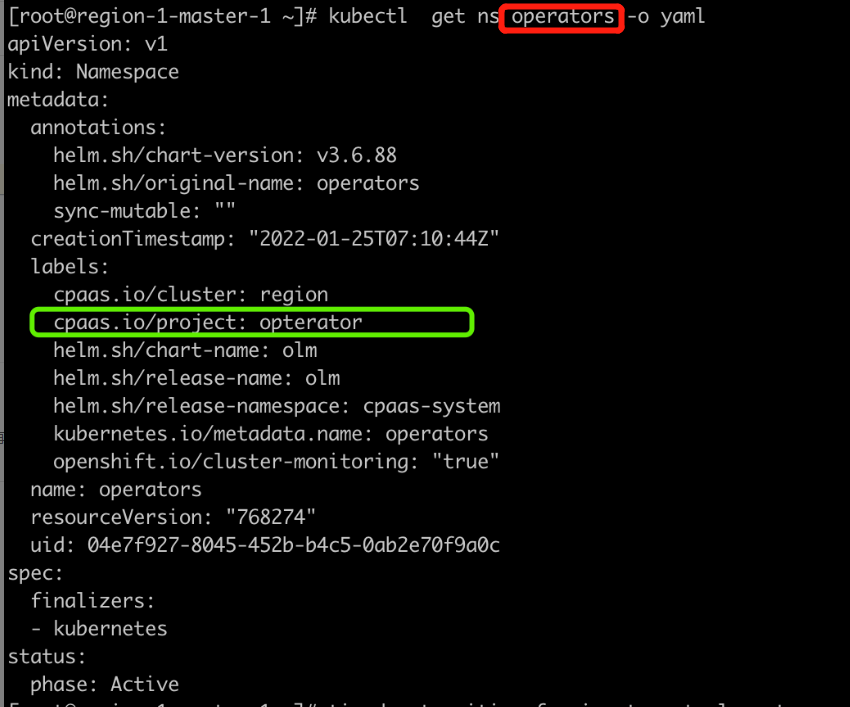 [root@region-1-master-1 ~]# kubectl  get ns operators -o yaml
apiVersion: v1
kind: Namespace
metadata:
  annotations:
    helm.sh/chart-version: v3.6.88
    helm.sh/original-name: operators
    sync-mutable: ""
  creationTimestamp: "2022-01-25T07:10:44Z"
  labels:
    cpaas.io/cluster: region
    cpaas.io/project: opterator
    helm.sh/chart-name: olm
    helm.sh/release-name: olm
    helm.sh/release-namespace: cpaas-system
    kubernetes.io/metadata.name: operators
    openshift.io/cluster-monitoring: "true"
  name: operators
  resourceVersion: "768274"
  uid: 04e7f927-8045-452b-b4c5-0ab2e70f9a0c
spec:
  finalizers:
  - kubernetes
status:
  phase: Active